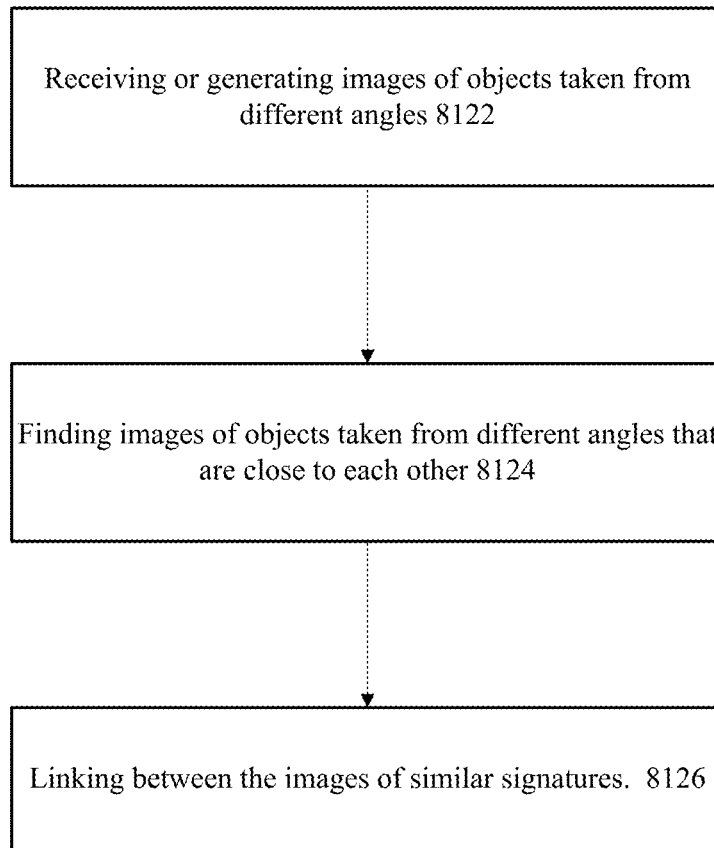 Receiving or generating images of objects taken from
different angles 8122
Finding images of objects taken from different angles that
are close to each other 8124
Linking between the images of similar signatures.  8126